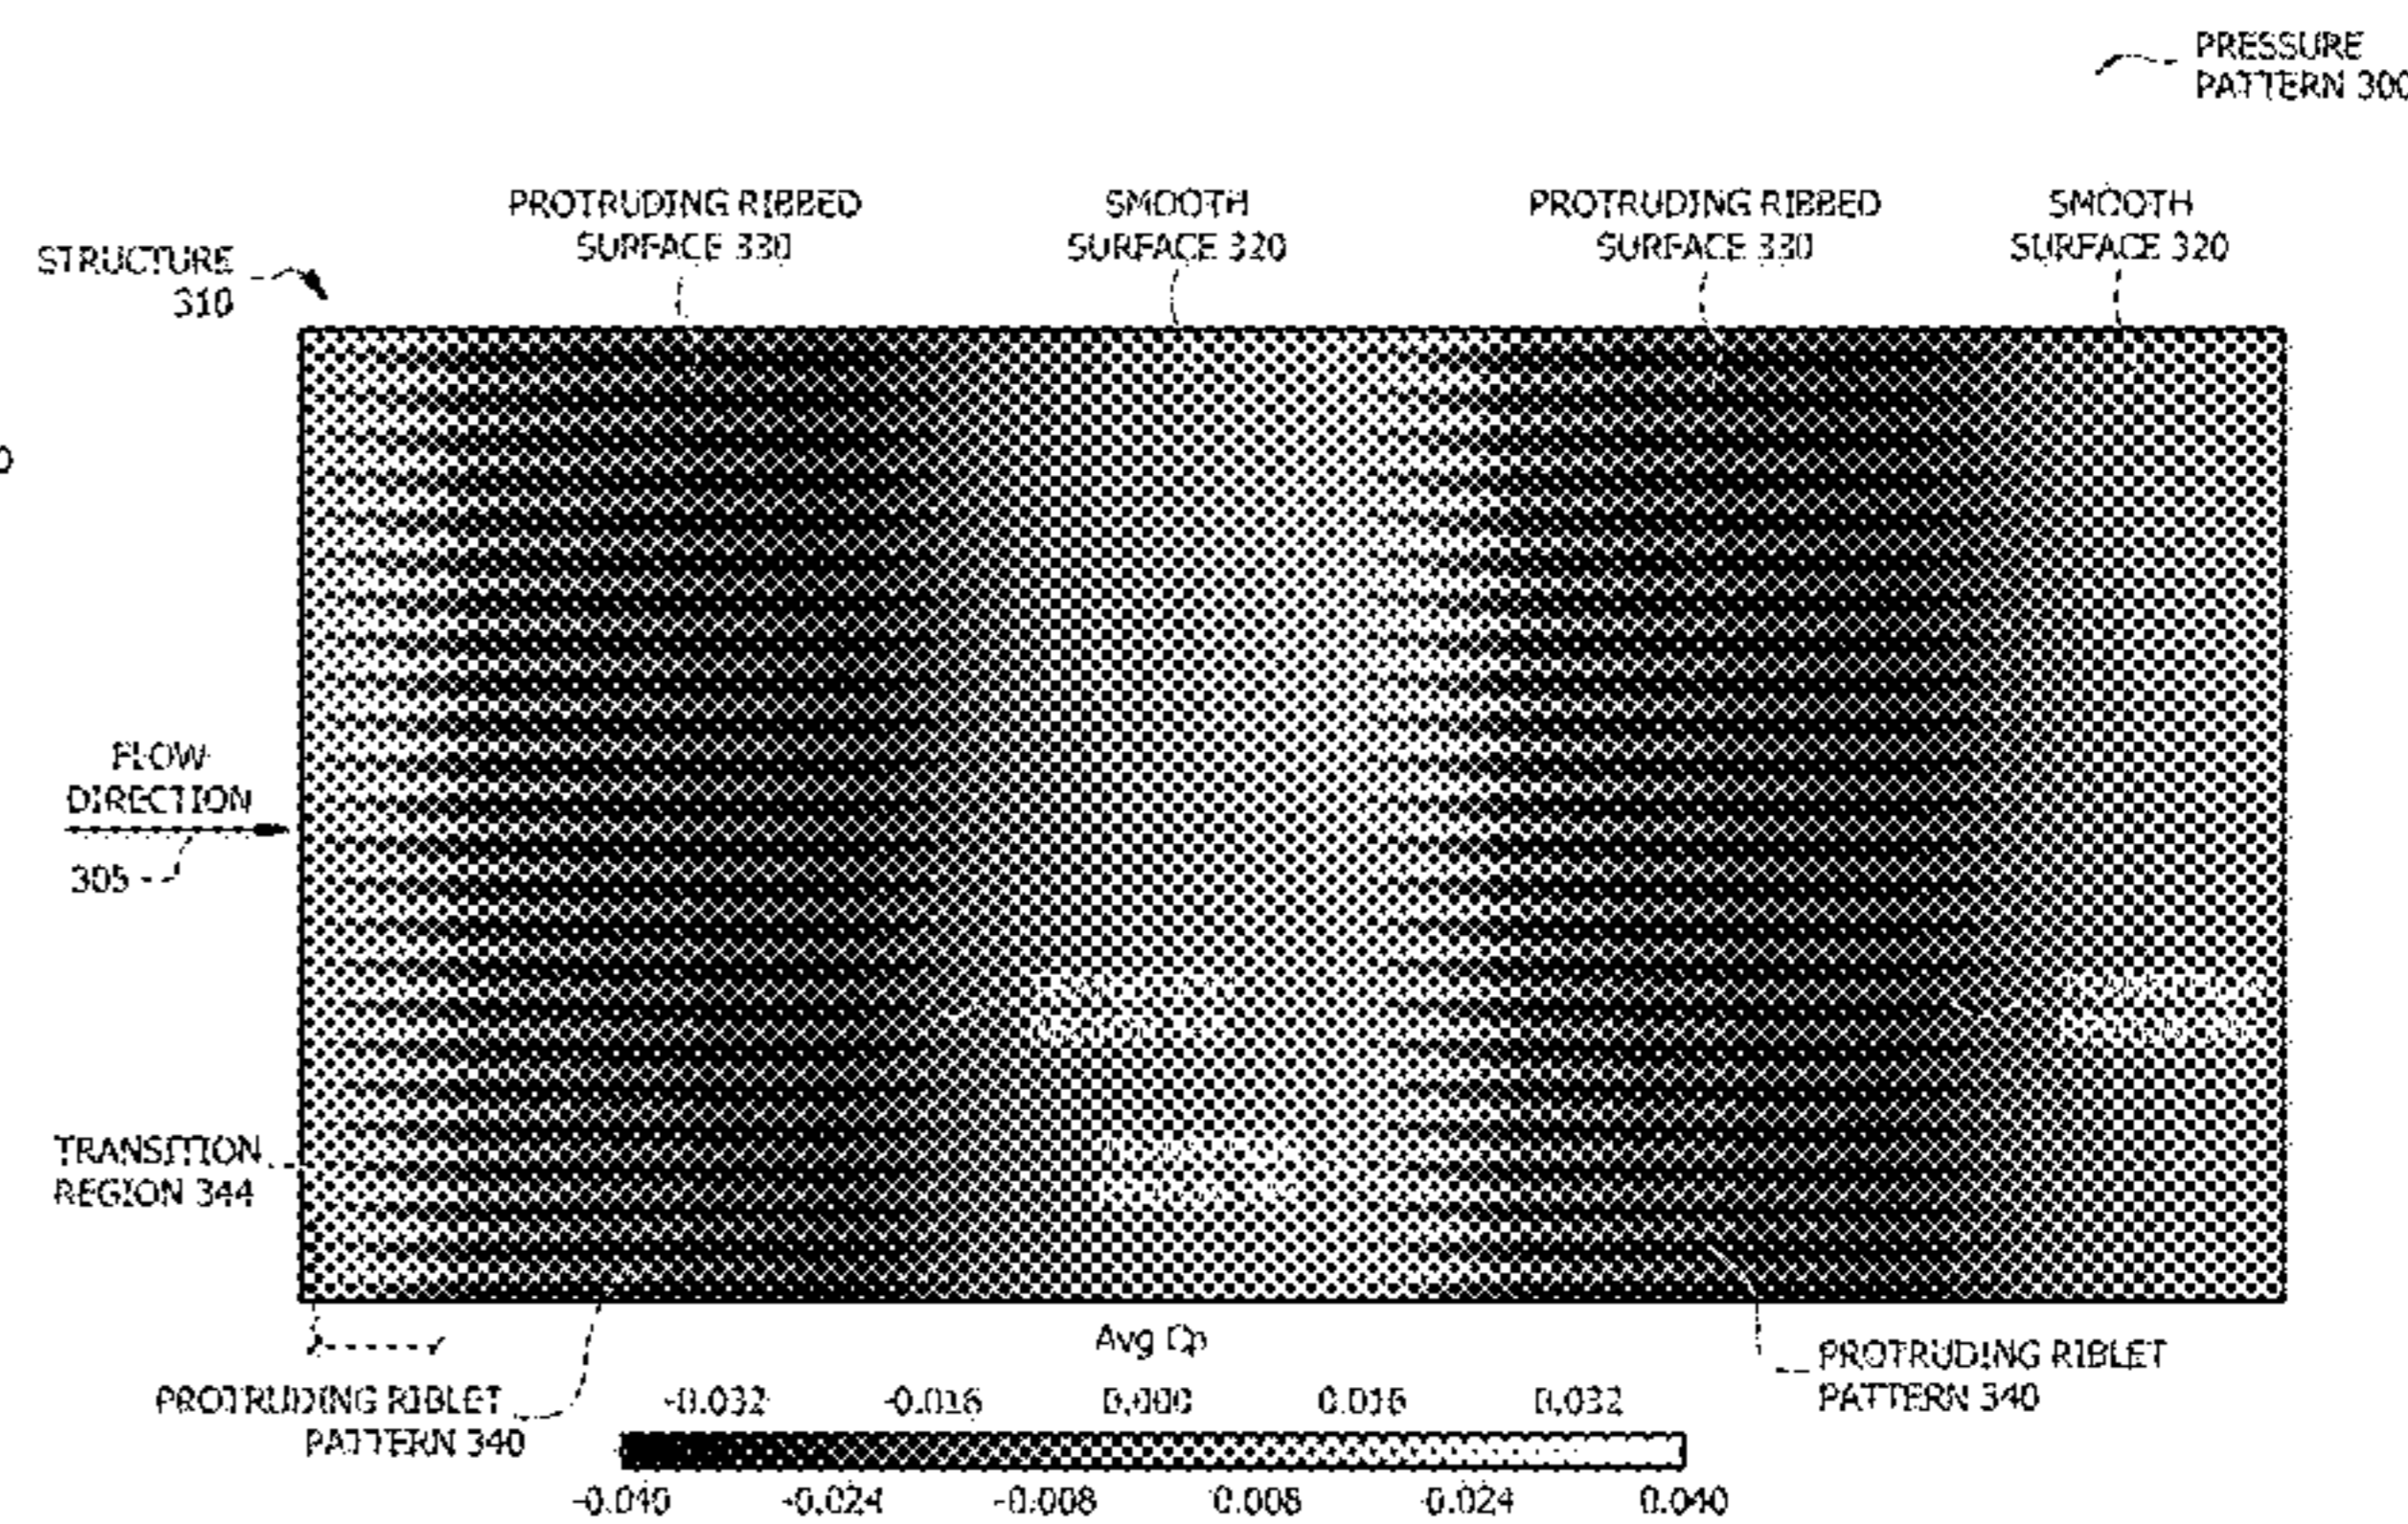 PRESSURE
PATTERN 300
PROTRUDING RIBBED
SURFACE 330
SMOOTH
SURFACE 320
PROTRUDING RIBBED
SURFACE 330
SMOOTH
SURFACE 320
STRUCTURE
310
FLOW
DIRECTION
305
TRANSITION
REGION 344
Avg Cp
PROTRUDING RIBLET
PATTERN 340
PROTRUDING RIBLET
PATTERN 340
-0.032 -0.016 0.000 0.016 0.032
-0.040 -0.024 -0.008 0.008 0.024 0.040